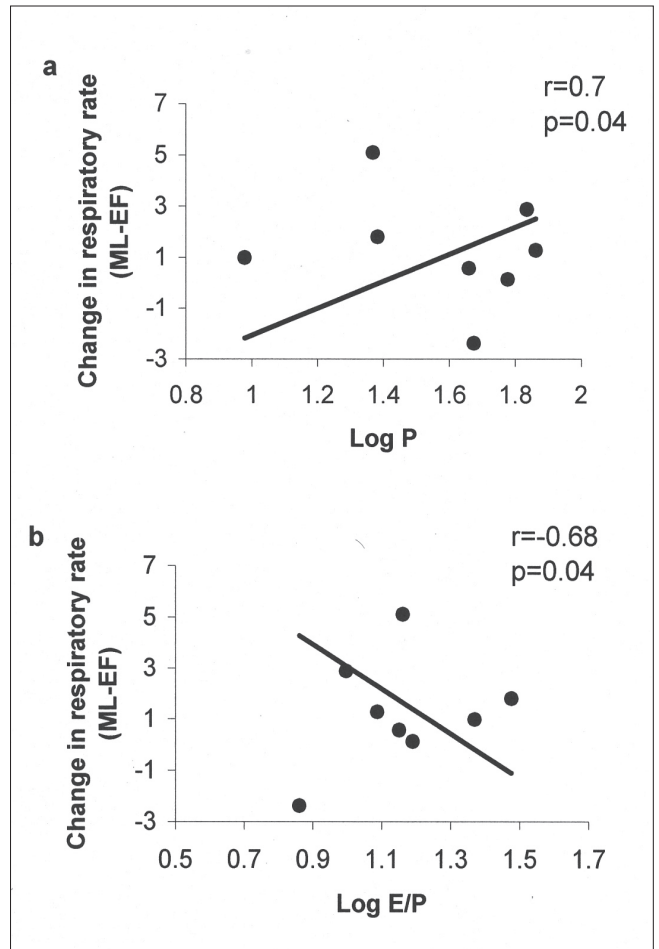 a
r=0.7
p=0.04
Change in respiratory rate
(ML-EF)
7
5
3
1
-1
-3
0.8 1 1.2 1.4 1.6 1.8 2
Log P
b
r=-0.68
p=0.04
Change in respiratory rate
(ML-EF)
7
5
3
1
-1
-3
0.5 0.7 0.9 1.1 1.3 1.5 1.7
Log E/P